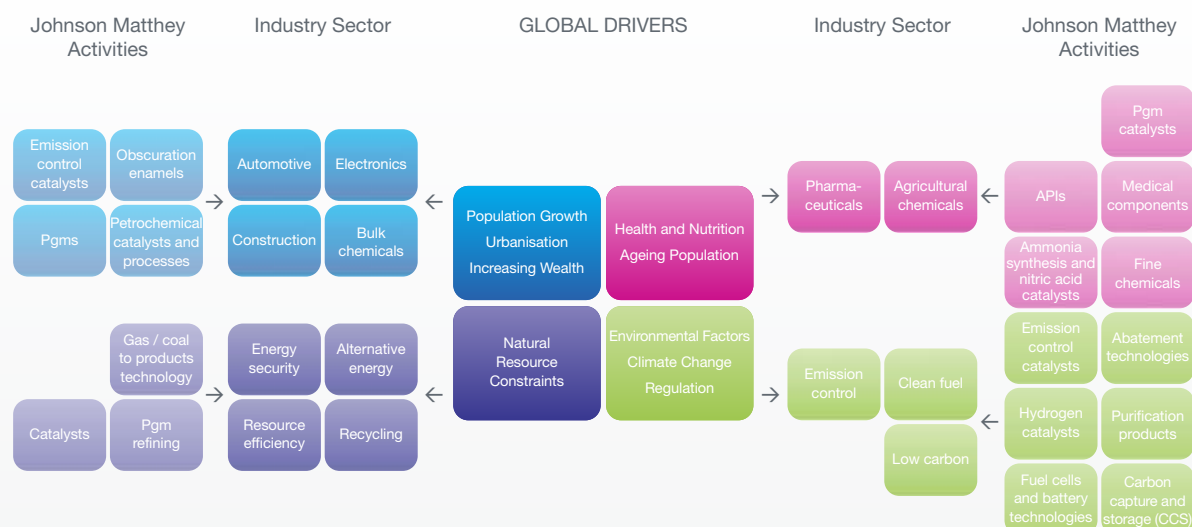 Johnson Matthey
Activities
Industry Sector
GLOBAL DRIVERS
Industry Sector
Johnson Matthey
Activities
Emission
control
catalysts
Obscuration
enamels
Pgms
Petrochemical
catalysts and
processes
Automotive
Electronics
Construction
Bulk
chemicals
Population Growth
Urbanisation
Increasing Wealth
Health and Nutrition
Ageing Population
Pharma-
ceuticals
Agricultural
chemicals
Pgm
catalysts
APIs
Medical
components
Ammonia
synthesis and
nitric acid
catalysts
Fine
chemicals
Gas / coal
to products
technology
Catalysts
Pgm
refining
Energy
security
Alternative
energy
Resource
efficiency
Recycling
Natural
Resource
Constraints
Environmental Factors
Climate Change
Regulation
Emission
control
Clean fuel
Low carbon
Emission
control
catalysts
Abatement
technologies
Hydrogen
catalysts
Purification
products
Fuel cells
and battery
technologies
Carbon
capture and
storage (CCS)